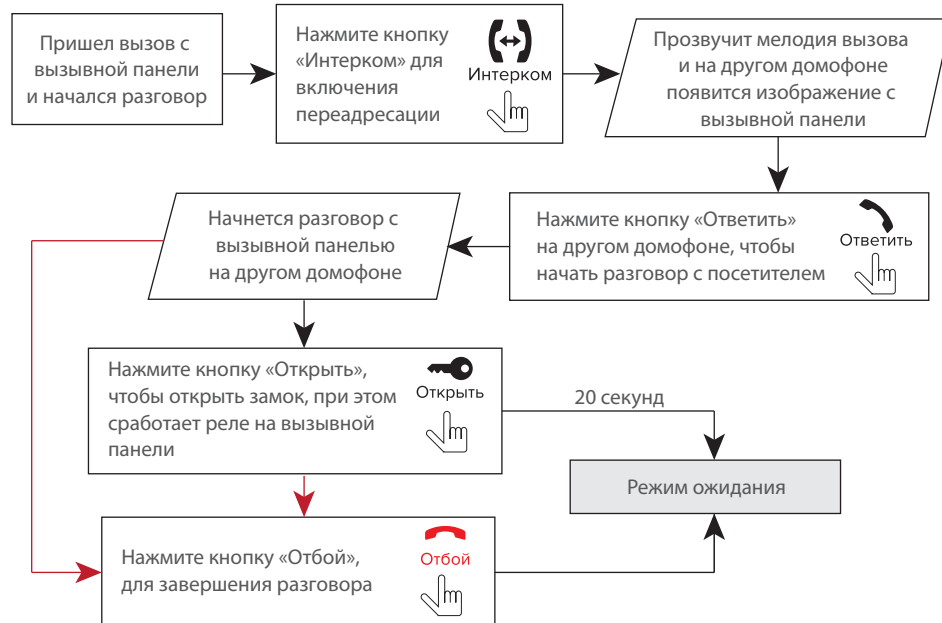 Пришел вызов с
вызывной панели
и начался разговор
Нажмите кнопку
«Интерком» для
включения
переадресации
Интерком
Прозвучит мелодия вызова
и на другом домофоне
появится изображение с
вызывной панели
Нажмите кнопку «Ответить»
на другом домофоне, чтобы
начать разговор с посетителем
Ответить
Начнется разговор с
вызывной панелью
на другом домофоне
Нажмите кнопку «Открыть»,
чтобы открыть замок, при этом
сработает реле на вызывной
панели
Открыть
20 секунд
Режим ожидания
Нажмите кнопку «Отбой»,
для завершения разговора
Отбой